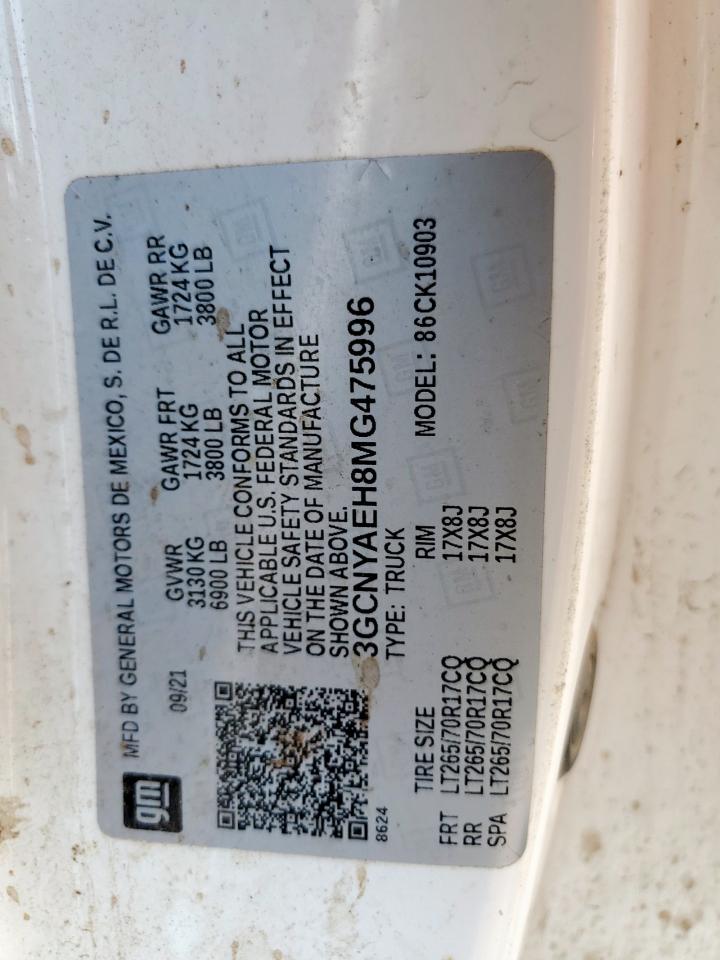 gm
MFD BY GENERAL MOTORS DE MEXICO, S. DE R.L. DE C.V.
09/21
GVWR GAWR FRT GAWR RR
3130 KG 1724 KG 1724 KG
6900 LB 3800 LB 3800 LB
THIS VEHICLE CONFORMS TO ALL
APPLICABLE U.S. FEDERAL MOTOR
VEHICLE SAFETY STANDARDS IN EFFECT
ON THE DATE OF MANUFACTURE
SHOWN ABOVE.
3GCNYAEH8MG475996
TYPE: TRUCK MODEL: 86CK10903
8624
TIRE SIZE RIM
FRT LT265/70R17CQ 17X8J
RR LT265/70R17CQ 17X8J
SPA LT265/70R17CQ 17X8J